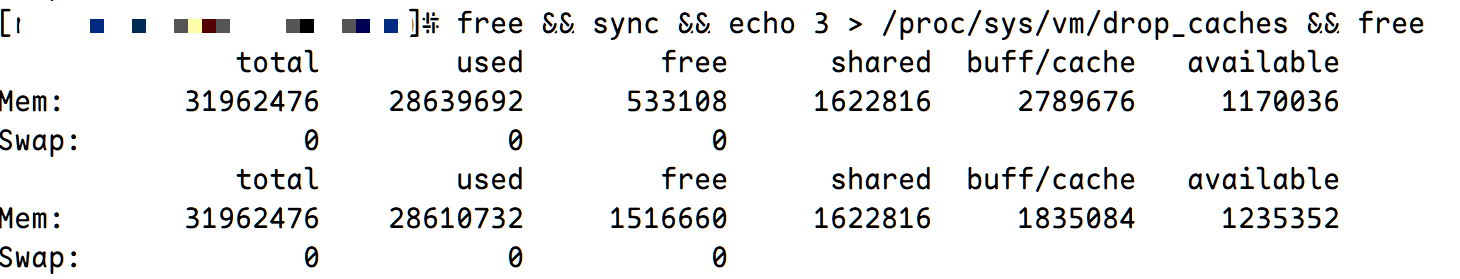 [ ]# free && sync && echo 3 > /proc/sys/vm/drop_caches && free
total used free shared buff/cache available
Mem: 31962476 28639692 533108 1622816 2789676 1170036
Swap: 0 0 0
total used free shared buff/cache available
Mem: 31962476 28610732 1516660 1622816 1835084 1235352
Swap: 0 0 0